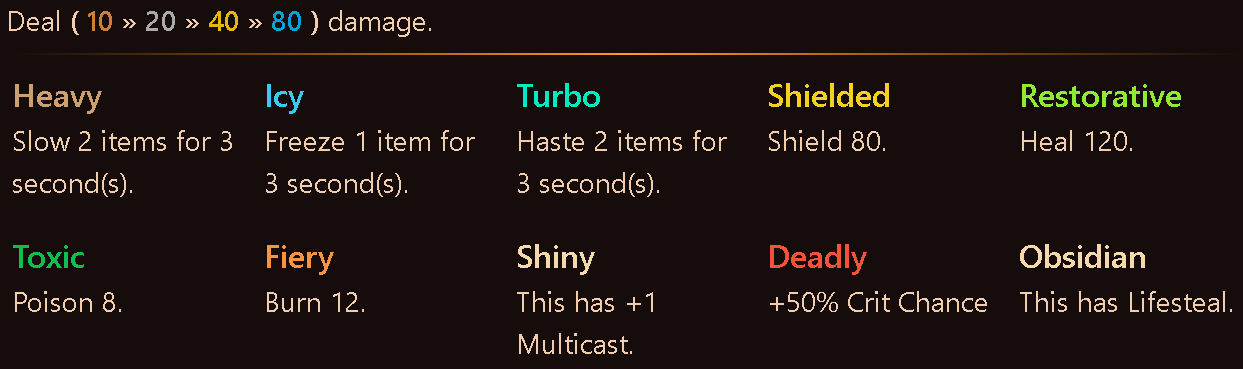 Deal ( 10 » 20 » 40 » 80 ) damage.
Heavy
Slow 2 items for 3
second(s).
Icy
Freeze 1 item for
3 second(s).
Turbo
Haste 2 items for
3 second(s).
Shielded
Shield 80.
Restorative
Heal 120.
Toxic
Poison 8.
Fiery
Burn 12.
Shiny
This has +1
Multicast.
Deadly
+50% Crit Chance
Obsidian
This has Lifesteal.